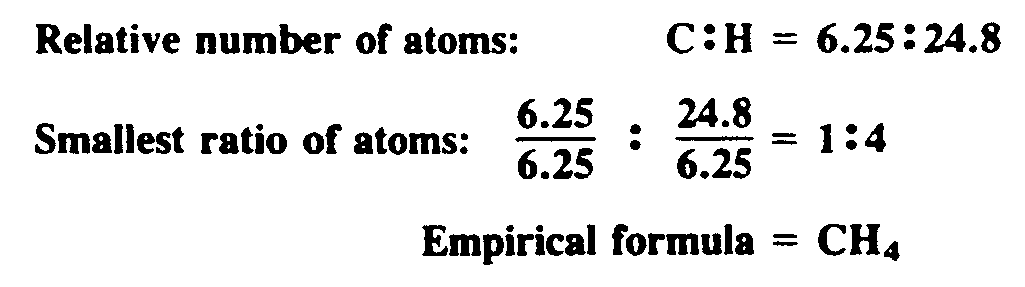 Relative number of atoms: C:H = 6.25:24.8
Smallest ratio of atoms: 6.25/6.25 : 24.8/6.25 = 1:4
Empirical formula = CH₄